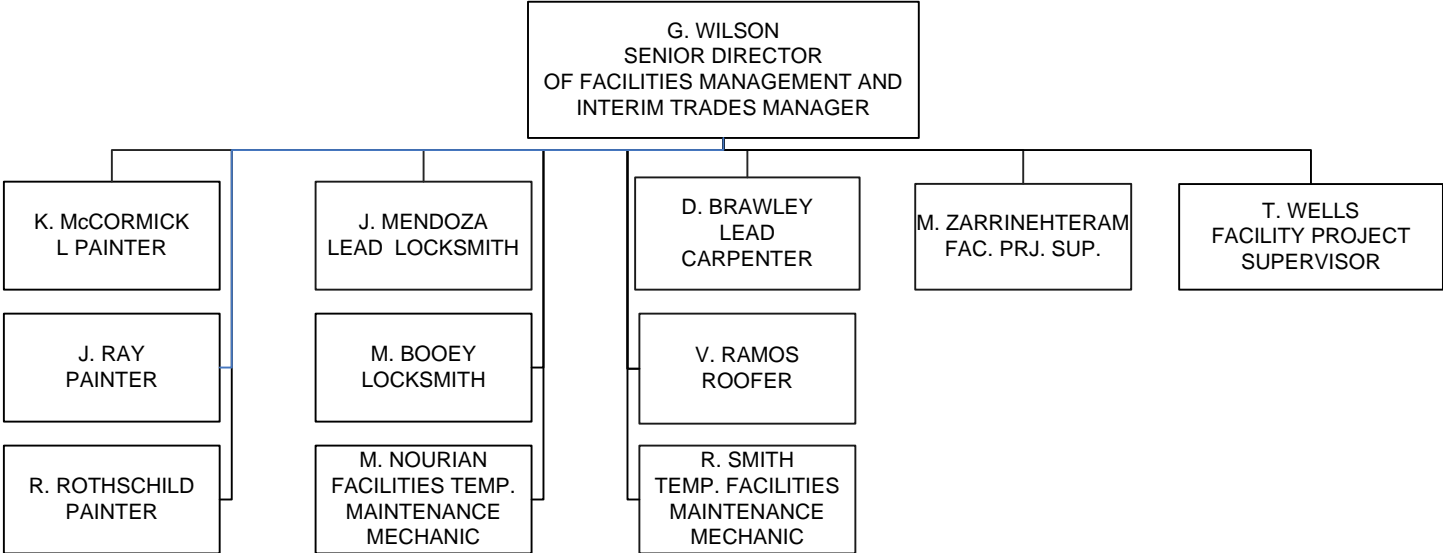 G. WILSON
SENIOR DIRECTOR
OF FACILITIES MANAGEMENT AND
INTERIM TRADES MANAGER
K. McCORMICK
L PAINTER
J. MENDOZA
LEAD LOCKSMITH
D. BRAWLEY
LEAD
CARPENTER
M. ZARRINEHTERAM
FAC. PRJ. SUP.
T. WELLS
FACILITY PROJECT
SUPERVISOR
J. RAY
PAINTER
M. BOOEY
LOCKSMITH
V. RAMOS
ROOFER
R. ROTHSCHILD
PAINTER
M. NOURIAN
FACILITIES TEMP.
MAINTENANCE
MECHANIC
R. SMITH
TEMP. FACILITIES
MAINTENANCE
MECHANIC